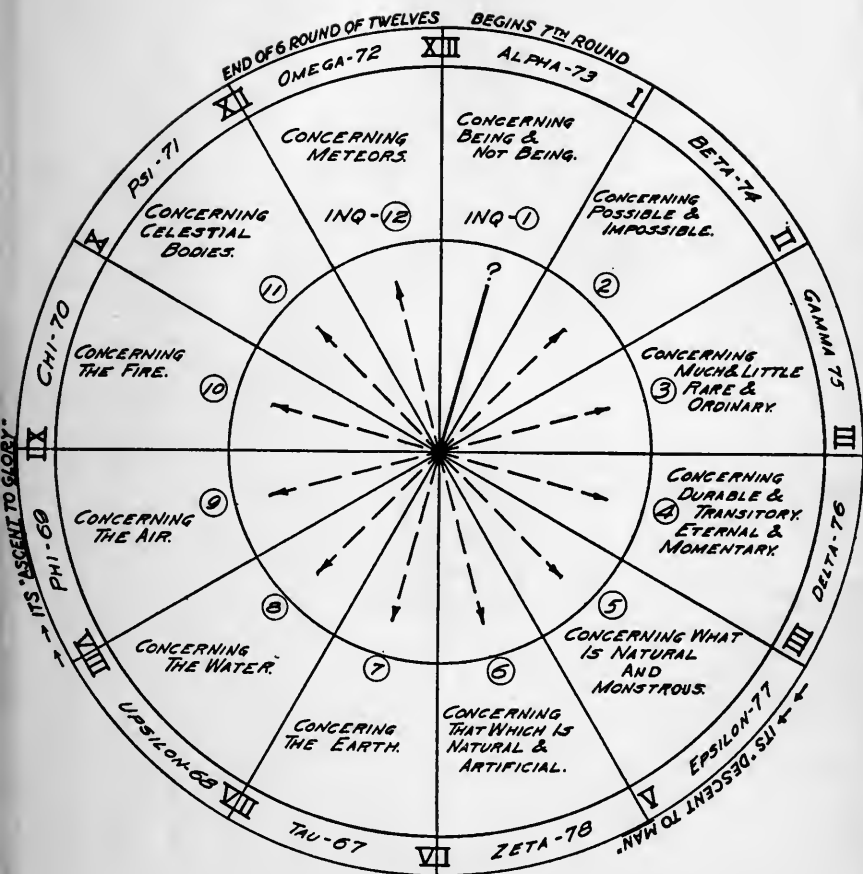 END OF 6 ROUND OF TWELVES
BEGINS 7TH ROUND
XII
ALPHA-73
I
BETA-74
II
GAMMA 75
III
DELTA-76
IIII
EPSILON-77
V
ZETA-78
VI
TAU-67
VII
UPSILON-68
VIII
PHI-69
IX
CHI-70
X
PSI-71
XI
OMEGA-72
ITS "DESCENT TO MAN"
ITS "ASCENT TO GLORY"
CONCERNING
BEING &
NOT BEING.
INQ-1
?
CONCERNING
POSSIBLE &
IMPOSSIBLE.
2
CONCERNING
MUCH & LITTLE
RARE &
ORDINARY.
3
CONCERNING
DURABLE &
TRANSITORY.
ETERNAL &
MOMENTARY.
4
CONCERNING WHAT
IS NATURAL
AND
MONSTROUS.
5
CONCERNING
THAT WHICH IS
NATURAL &
ARTIFICIAL.
6
CONCERING
THE EARTH.
7
CONCERNING
THE WATER.
8
CONCERNING
THE AIR.
9
CONCERNING
THE FIRE.
10
CONCERNING
CELESTIAL
BODIES.
11
CONCERNING
METEORS.
INQ-12